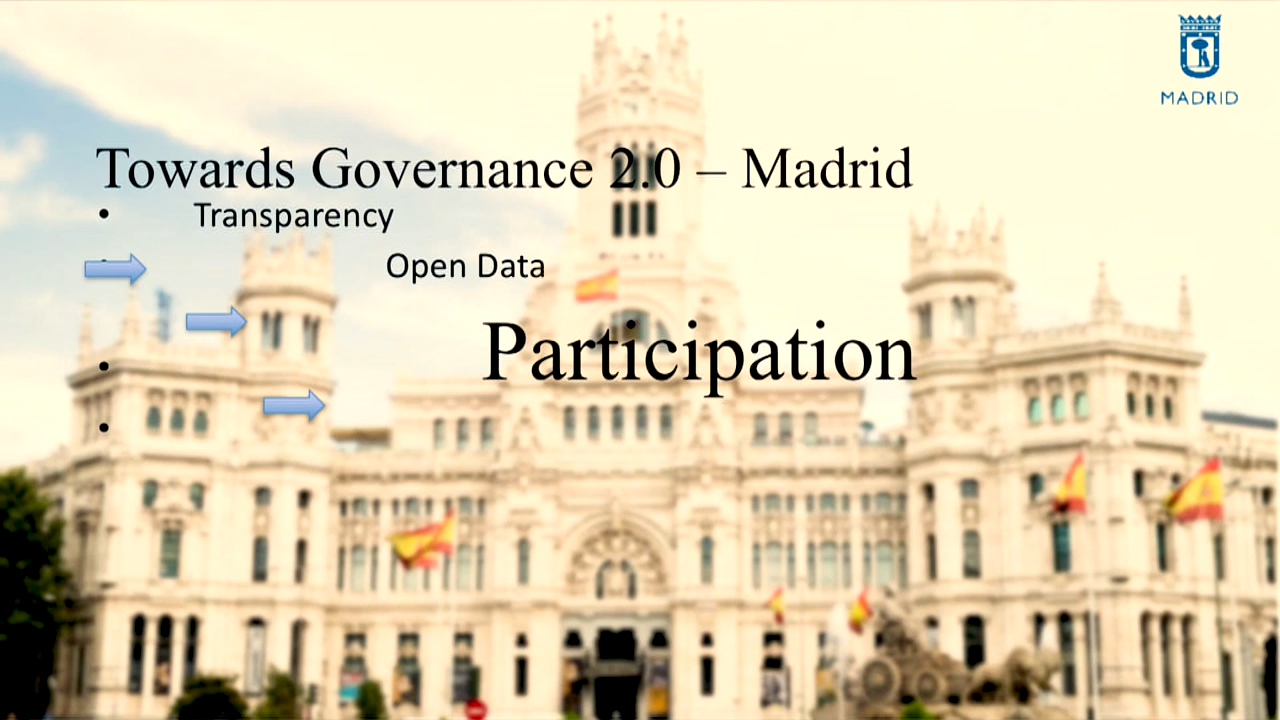 MADRID
Towards Governance 2.0 – Madrid
• Transparency
• Open Data
• Participation
•